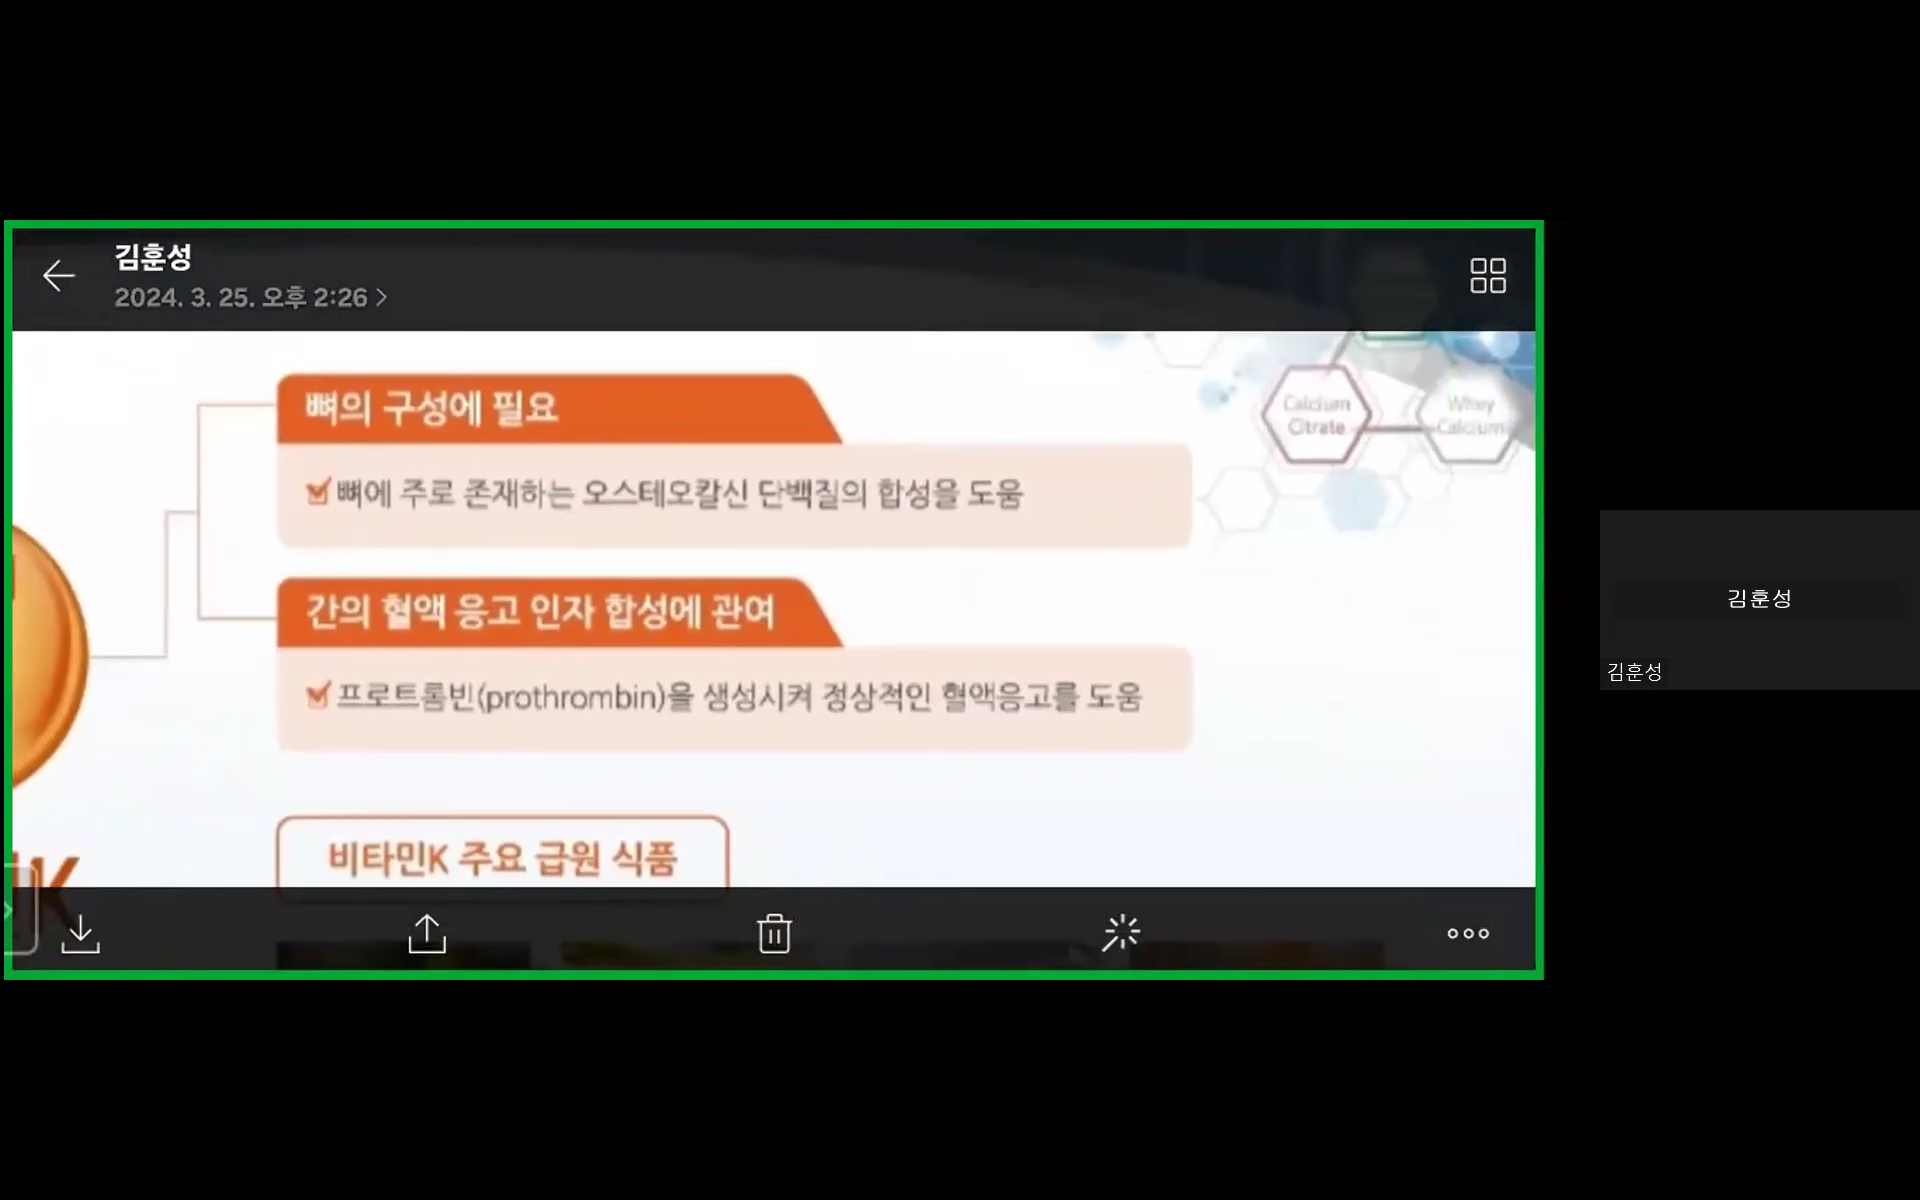 김훈성
2024. 3. 25. 오후 2:26
뼈의 구성에 필요
뼈에 주로 존재하는 오스테오칼신 단백질의 합성을 도움
Calcium
Citrate
Whey
Calcium
간의 혈액 응고 인자 합성에 관여
프로트롬빈(prothrombin)을 생성시켜 정상적인 혈액응고를 도움
비타민K 주요 급원 식품
K
김훈성
김훈성